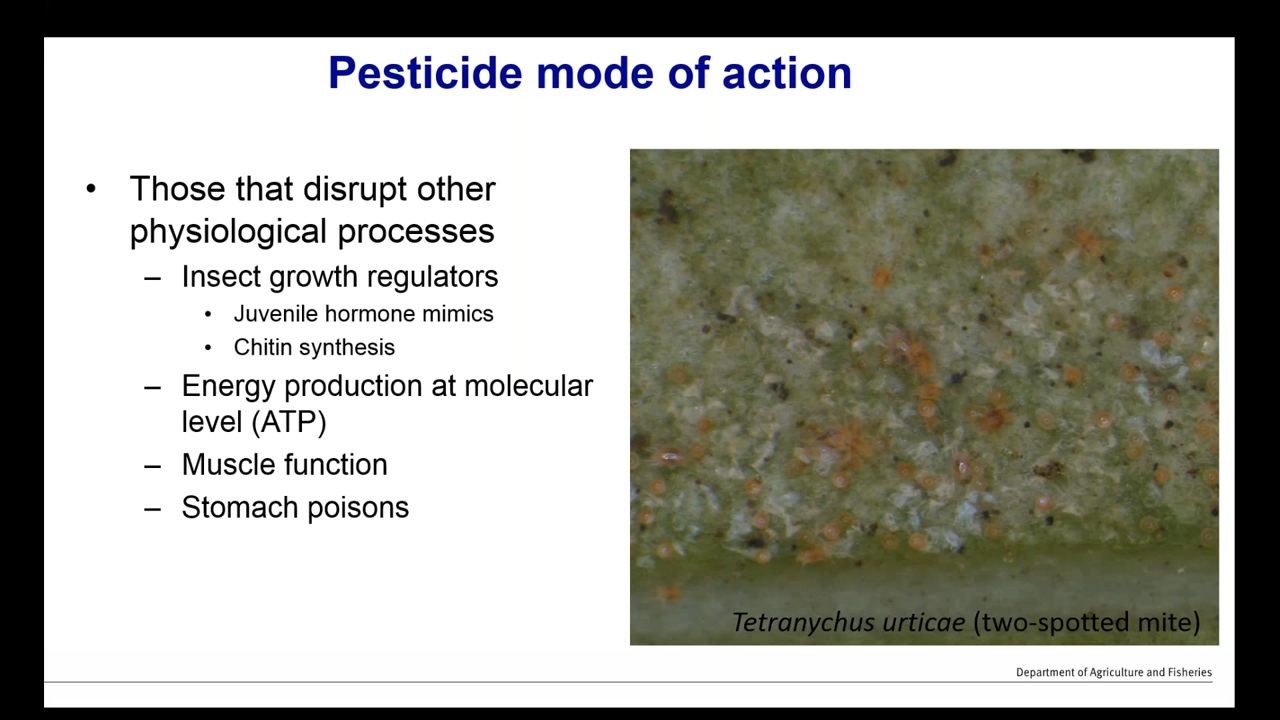 Pesticide mode of action
• Those that disrupt other
physiological processes
– Insect growth regulators
• Juvenile hormone mimics
• Chitin synthesis
– Energy production at molecular
level (ATP)
– Muscle function
– Stomach poisons
Tetranychus urticae (two-spotted mite)
Department of Agriculture and Fisheries